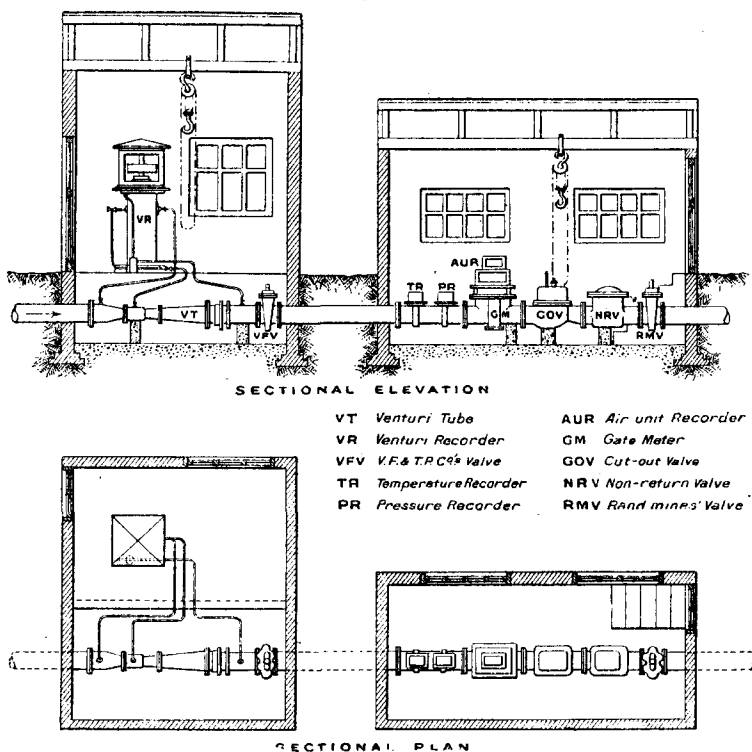 VR
AUR
TR
PR
GM
GOV
NRV
VT
VFV
RMV
SECTIONAL ELEVATION
VT Venturi Tube
VR Venturi Recorder
VFV V.F. & T.P. Co's Valve
TR Temperature Recorder
PR Pressure Recorder
AUR Air unit Recorder
GM Gate Meter
GOV Cut-out Valve
NRV Non-return Valve
RMV Rand mines' Valve
SECTIONAL PLAN